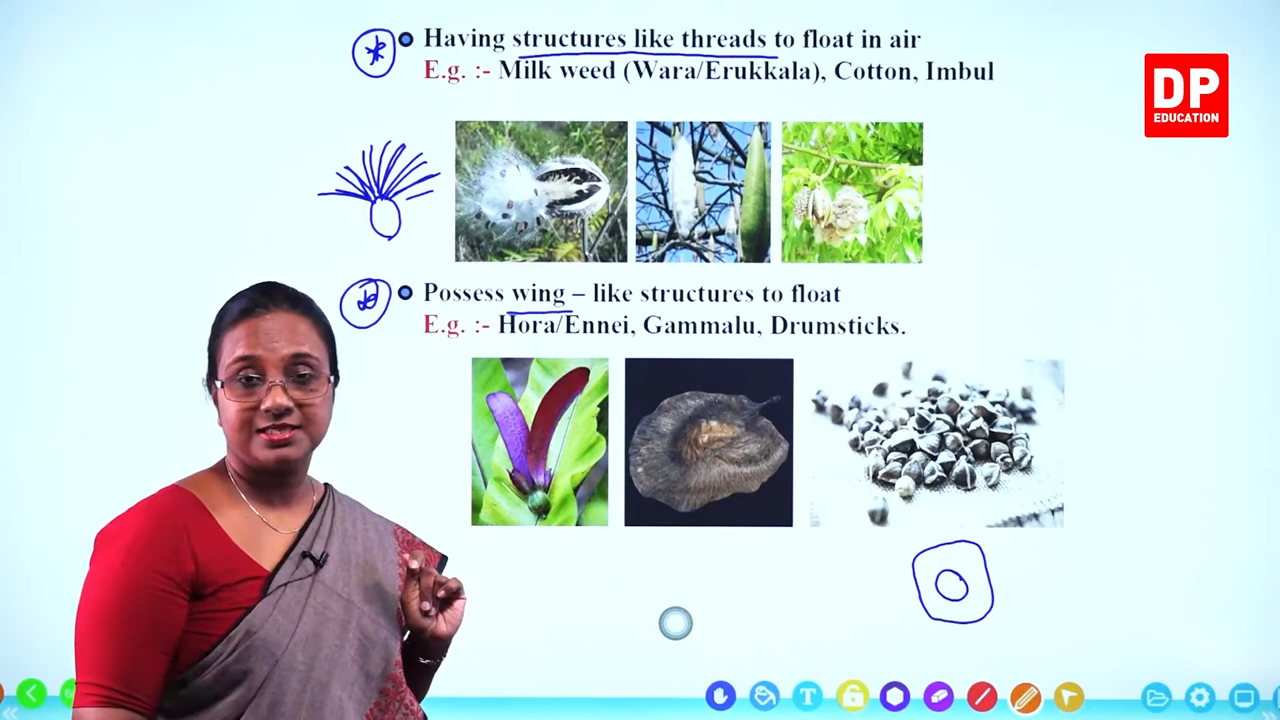 Having structures like threads to float in air
E.g. :- Milk weed (Wara/Erukkala), Cotton, Imbul
DP
EDUCATION
Possess wing – like structures to float
E.g. :- Hora/Ennei, Gammalu, Drumsticks.
T